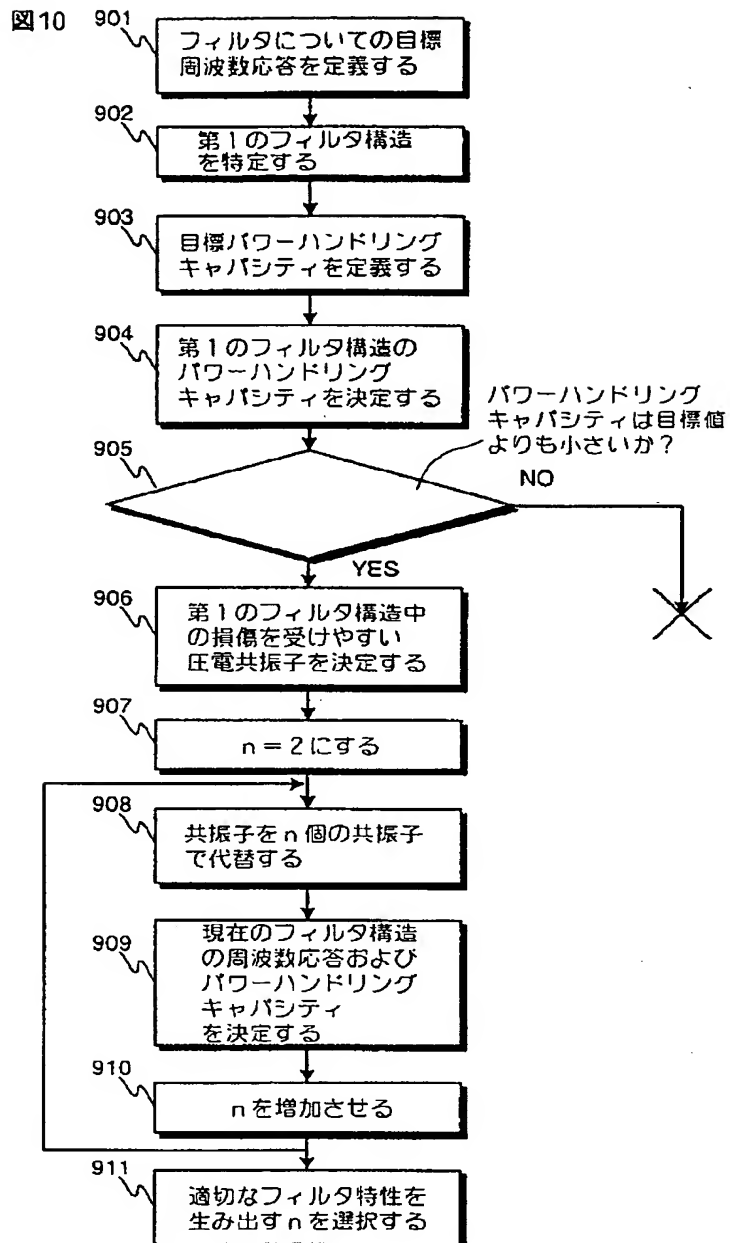 図10
901
フィルタについての目標
周波数応答を定義する
902
第1のフィルタ構造
を特定する
903
目標パワーハンドリング
キャパシティを定義する
904
第1のフィルタ構造の
パワーハンドリング
キャパシティを決定する
パワーハンドリング
キャパシティは目標値
よりも小さいか?
905
NO
YES
906
第1のフィルタ構造中
の損傷を受けやすい
圧電共振子を決定する
907
n=2にする
908
共振子をn個の共振子
で代替する
909
現在のフィルタ構造
の周波数応答および
パワーハンドリング
キャパシティ
を決定する
910
nを増加させる
911
適切なフィルタ特性を
生み出すnを選択する